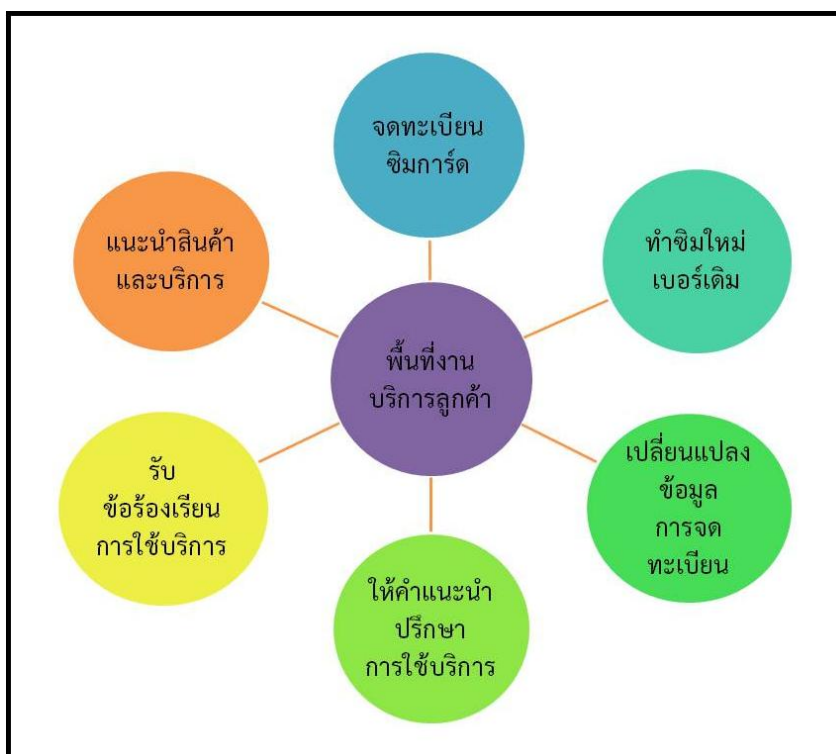 จดทะเบียน
ซิมการ์ด
ทำซิมใหม่
เบอร์เดิม
เปลี่ยนแปลง
ข้อมูล
การจด
ทะเบียน
ให้คำแนะนำ
ปรึกษา
การใช้บริการ
รับ
ข้อร้องเรียน
การใช้บริการ
แนะนำสินค้า
และบริการ
พื้นที่งาน
บริการลูกค้า